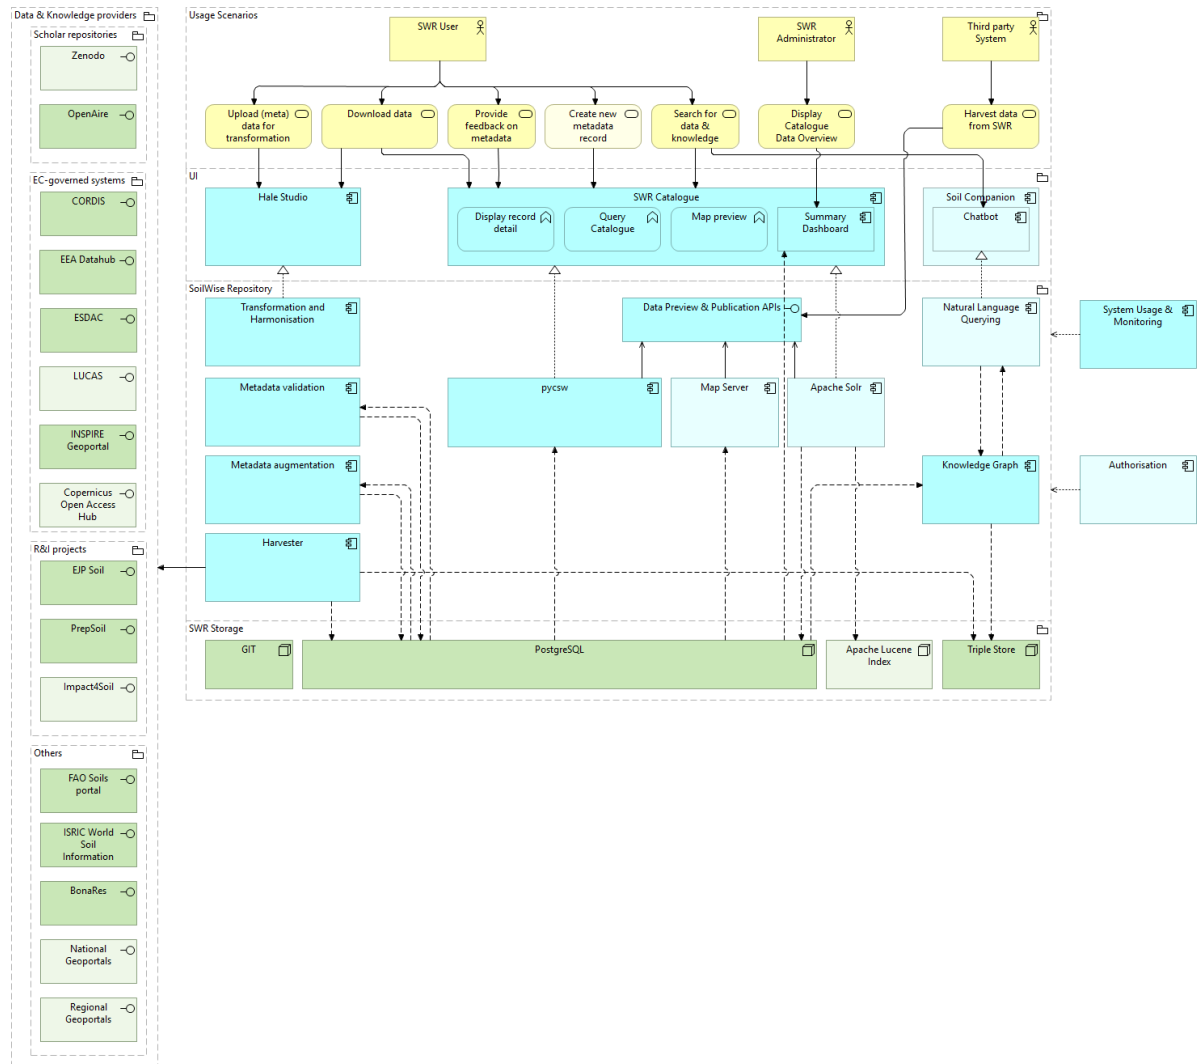 Data & Knowledge providers
Scholar repositories
Zenodo
OpenAire
EC-governed systems
CORDIS
EEA Datahub
ESDAC
LUCAS
INSPIRE
Geoportal
Copernicus
Open Access
Hub
R&I projects
EJP Soil
PrepSoil
Impact4Soil
Others
FAO Soils
portal
ISRIC World
Soil
Information
BonaRes
National
Geoportals
Regional
Geoportals
Usage Scenarios
SWR User
SWR
Administrator
Third party
System
Upload (meta)
data for
transformation
Download data
Provide
feedback on
metadata
Create new
metadata
record
Search for
data &
knowledge
Display
Catalogue
Data Overview
Harvest data
from SWR
UI
Hale Studio
SWR Catalogue
Display record
detail
Query
Catalogue
Map preview
Summary
Dashboard
Soil Companion
Chatbot
SoilWise Repository
Transformation and
Harmonisation
Data Preview & Publication APIs
Natural Language
Querying
System Usage &
Monitoring
Metadata validation
pycsw
Map Server
Apache Solr
Metadata augmentation
Knowledge Graph
Authorisation
Harvester
SWR Storage
GIT
PostgreSQL
Apache Lucene
Index
Triple Store